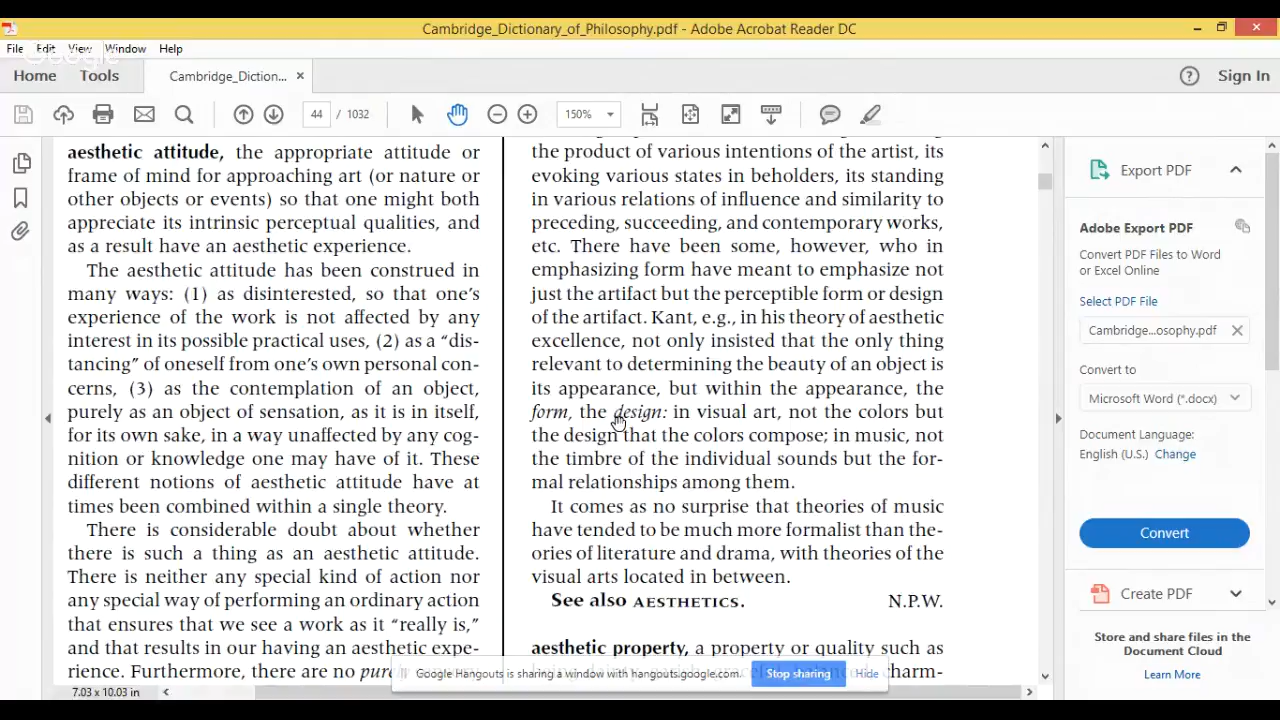 Cambridge_Dictionary_of_Philosophy.pdf - Adobe Acrobat Reader DC
File Edit View Window Help
Google
Home Tools Cambridge_Diction... × Sign In
44 / 1032 150%
aesthetic attitude, the appropriate attitude or
frame of mind for approaching art (or nature or
other objects or events) so that one might both
appreciate its intrinsic perceptual qualities, and
as a result have an aesthetic experience.
The aesthetic attitude has been construed in
many ways: (1) as disinterested, so that one's
experience of the work is not affected by any
interest in its possible practical uses, (2) as a "dis-
tancing" of oneself from one's own personal con-
cerns, (3) as the contemplation of an object,
purely as an object of sensation, as it is in itself,
for its own sake, in a way unaffected by any cog-
nition or knowledge one may have of it. These
different notions of aesthetic attitude have at
times been combined within a single theory.
There is considerable doubt about whether
there is such a thing as an aesthetic attitude.
There is neither any special kind of action nor
any special way of performing an ordinary action
that ensures that we see a work as it "really is,"
and that results in our having an aesthetic expe-
rience. Furthermore, there are no
the product of various intentions of the artist, its
evoking various states in beholders, its standing
in various relations of influence and similarity to
preceding, succeeding, and contemporary works,
etc. There have been some, however, who in
emphasizing form have meant to emphasize not
just the artifact but the perceptible form or design
of the artifact. Kant, e.g., in his theory of aesthetic
excellence, not only insisted that the only thing
relevant to determining the beauty of an object is
its appearance, but within the appearance, the
form, the design: in visual art, not the colors but
the design that the colors compose; in music, not
the timbre of the individual sounds but the for-
mal relationships among them.
It comes as no surprise that theories of music
have tended to be much more formalist than the-
ories of literature and drama, with theories of the
visual arts located in between.
See also AESTHETICS. N.P.W.
aesthetic property, a property or quality such as
charm-
Google Hangouts is sharing a window with hangouts.google.com. Stop sharing Hide
7.03 x 10.03 in
Export PDF
Adobe Export PDF
Convert PDF Files to Word
or Excel Online
Select PDF File
Cambridge...osophy.pdf
Convert to
Microsoft Word (*.docx)
Document Language:
English (U.S.) Change
Convert
Create PDF
Store and share files in the
Document Cloud
Learn More